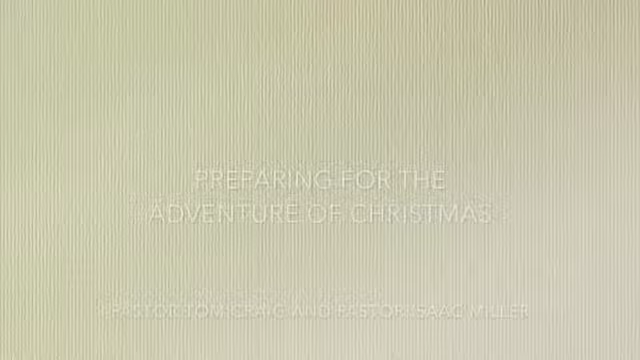 PREPARING FOR THE
ADVENTURE OF CHRISTMAS
PASTOR TOM CRAIG AND PASTOR ISAAC MILLER